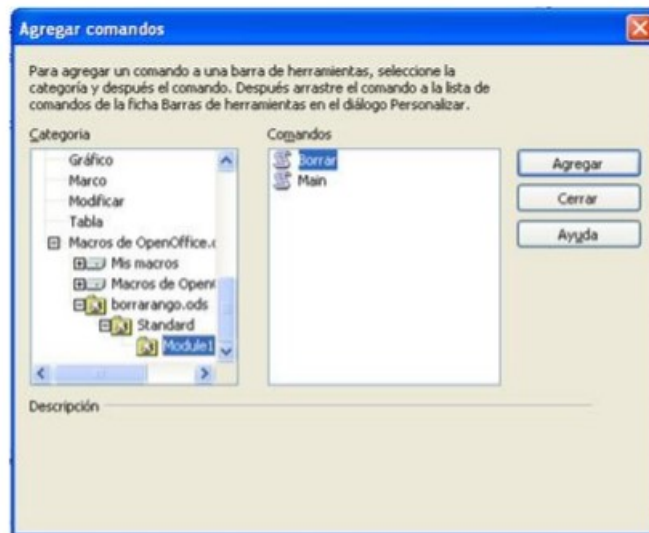 Agregar comandos
Para agregar un comando a una barra de herramientas, seleccione la
categoría y después el comando. Después arrastre el comando a la lista de
comandos de la ficha Barras de herramientas en el diálogo Personalizar.
Categoría
Comandos
Gráfico
Marco
Modificar
Tabla
Macros de OpenOffice.
Mis macros
Macros de Open
borrarango.ods
Standard
Module1
Borrar
Main
Agregar
Cerrar
Ayuda
Descripción